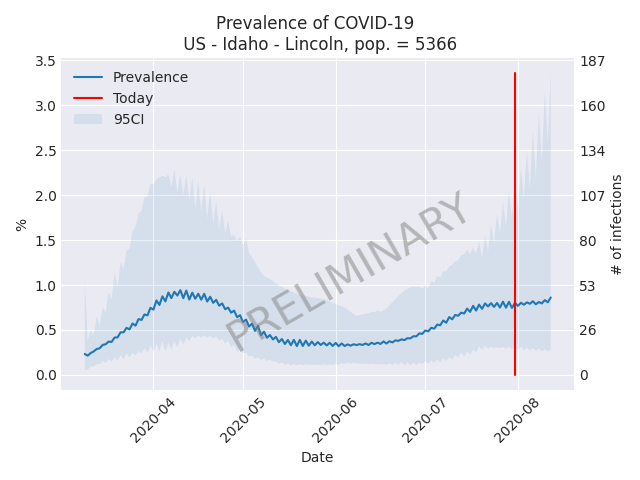 Prevalence of COVID-19
US - Idaho - Lincoln, pop. = 5366
Prevalence
Today
95CI
3.5
3.0
2.5
2.0
1.5
1.0
0.5
0.0
%
187
160
134
107
80
53
26
0
# of infections
PRELIMINARY
2020-04
2020-05
2020-06
2020-07
2020-08
Date